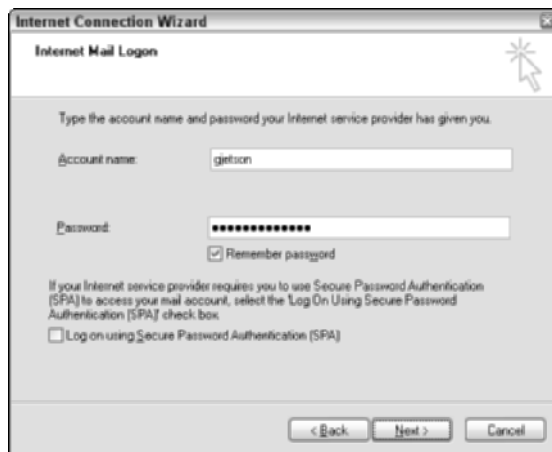 Internet Connection Wizard
Internet Mail Logon
Type the account name and password your Internet service provider has given you.
Account name: gjetson
Password: •••••••••••••
Remember password
If your Internet service provider requires you to use Secure Password Authentication
(SPA) to access your mail account, select the 'Log On Using Secure Password
Authentication (SPA)' check box.
Log on using Secure Password Authentication (SPA)
< Back Next > Cancel